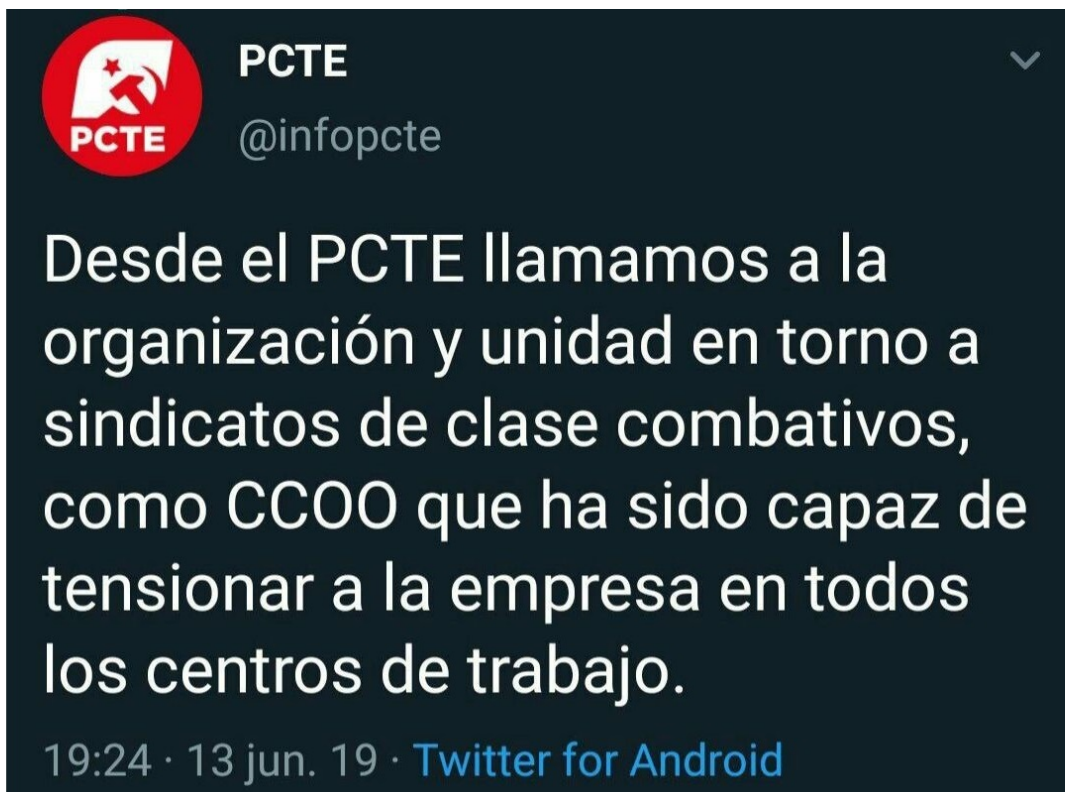 PCTE
PCTE
@infopcte
Desde el PCTE llamamos a la
organización y unidad en torno a
sindicatos de clase combativos,
como CCOO que ha sido capaz de
tensionar a la empresa en todos
los centros de trabajo.
19:24 · 13 jun. 19 · Twitter for Android